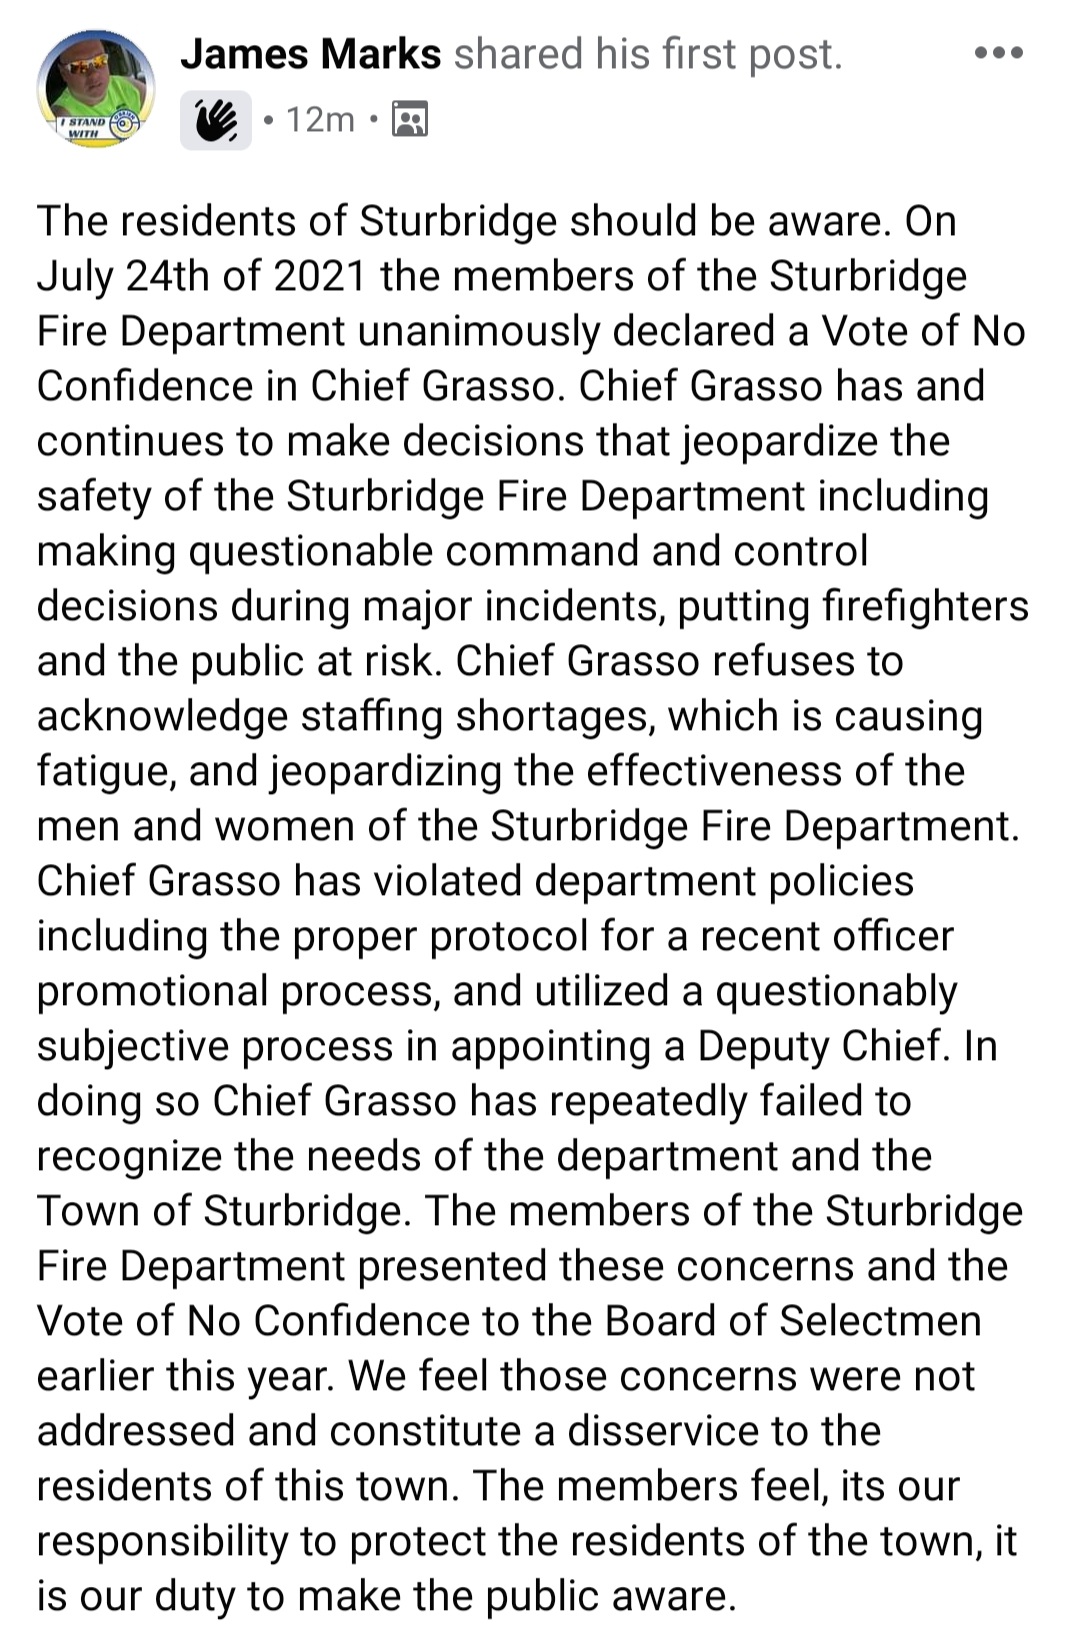 James Marks shared his first post.
• 12m •
I STAND
WITH
The residents of Sturbridge should be aware. On
July 24th of 2021 the members of the Sturbridge
Fire Department unanimously declared a Vote of No
Confidence in Chief Grasso. Chief Grasso has and
continues to make decisions that jeopardize the
safety of the Sturbridge Fire Department including
making questionable command and control
decisions during major incidents, putting firefighters
and the public at risk. Chief Grasso refuses to
acknowledge staffing shortages, which is causing
fatigue, and jeopardizing the effectiveness of the
men and women of the Sturbridge Fire Department.
Chief Grasso has violated department policies
including the proper protocol for a recent officer
promotional process, and utilized a questionably
subjective process in appointing a Deputy Chief. In
doing so Chief Grasso has repeatedly failed to
recognize the needs of the department and the
Town of Sturbridge. The members of the Sturbridge
Fire Department presented these concerns and the
Vote of No Confidence to the Board of Selectmen
earlier this year. We feel those concerns were not
addressed and constitute a disservice to the
residents of this town. The members feel, its our
responsibility to protect the residents of the town, it
is our duty to make the public aware.